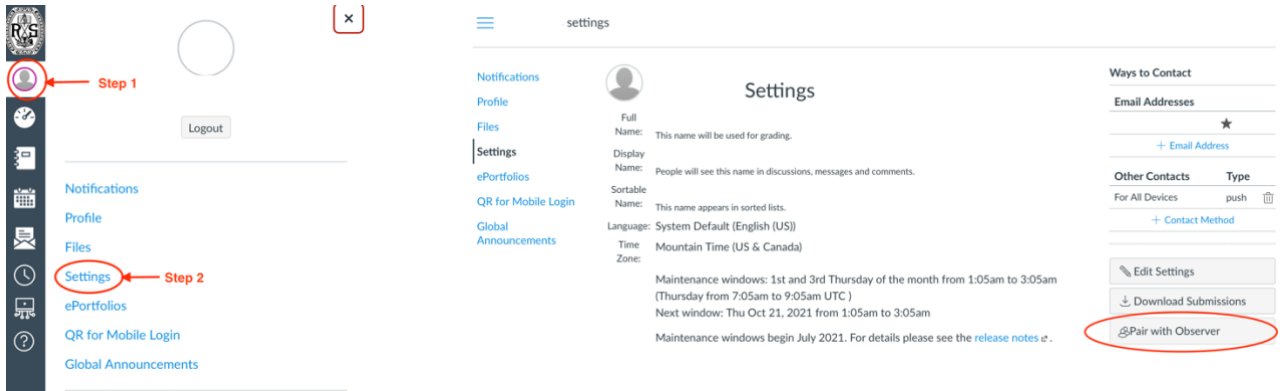 RXS
×
Step 1
Logout
Notifications
Profile
Files
Settings
Step 2
ePortfolios
QR for Mobile Login
Global Announcements
settings
Notifications
Profile
Files
Settings
ePortfolios
QR for Mobile Login
Global
Announcements
Settings
Full
Name:
This name will be used for grading.
Display
Name:
People will see this name in discussions, messages and comments.
Sortable
Name:
This name appears in sorted lists.
Language: System Default (English (US))
Time
Zone:
Mountain Time (US & Canada)
Maintenance windows: 1st and 3rd Thursday of the month from 1:05am to 3:05am
(Thursday from 7:05am to 9:05am UTC )
Next window: Thu Oct 21, 2021 from 1:05am to 3:05am
Maintenance windows begin July 2021. For details please see the release notes .
Ways to Contact
Email Addresses
★
+ Email Address
Other Contacts Type
For All Devices push
+ Contact Method
Edit Settings
Download Submissions
Pair with Observer